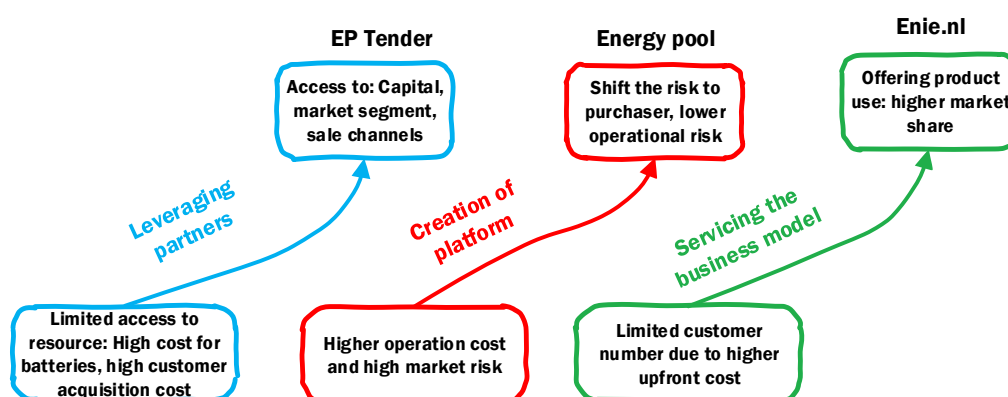 EP Tender
Access to: Capital,
market segment,
sale channels
Leveraging
partners
Limited access to
resource: High cost for
batteries, high customer
acquisition cost
Energy pool
Shift the risk to
purchaser, lower
operational risk
Creation of
platform
Higher operation cost
and high market risk
Enie.nl
Offering product
use: higher market
share
Servicing the
business model
Limited customer
number due to higher
upfront cost